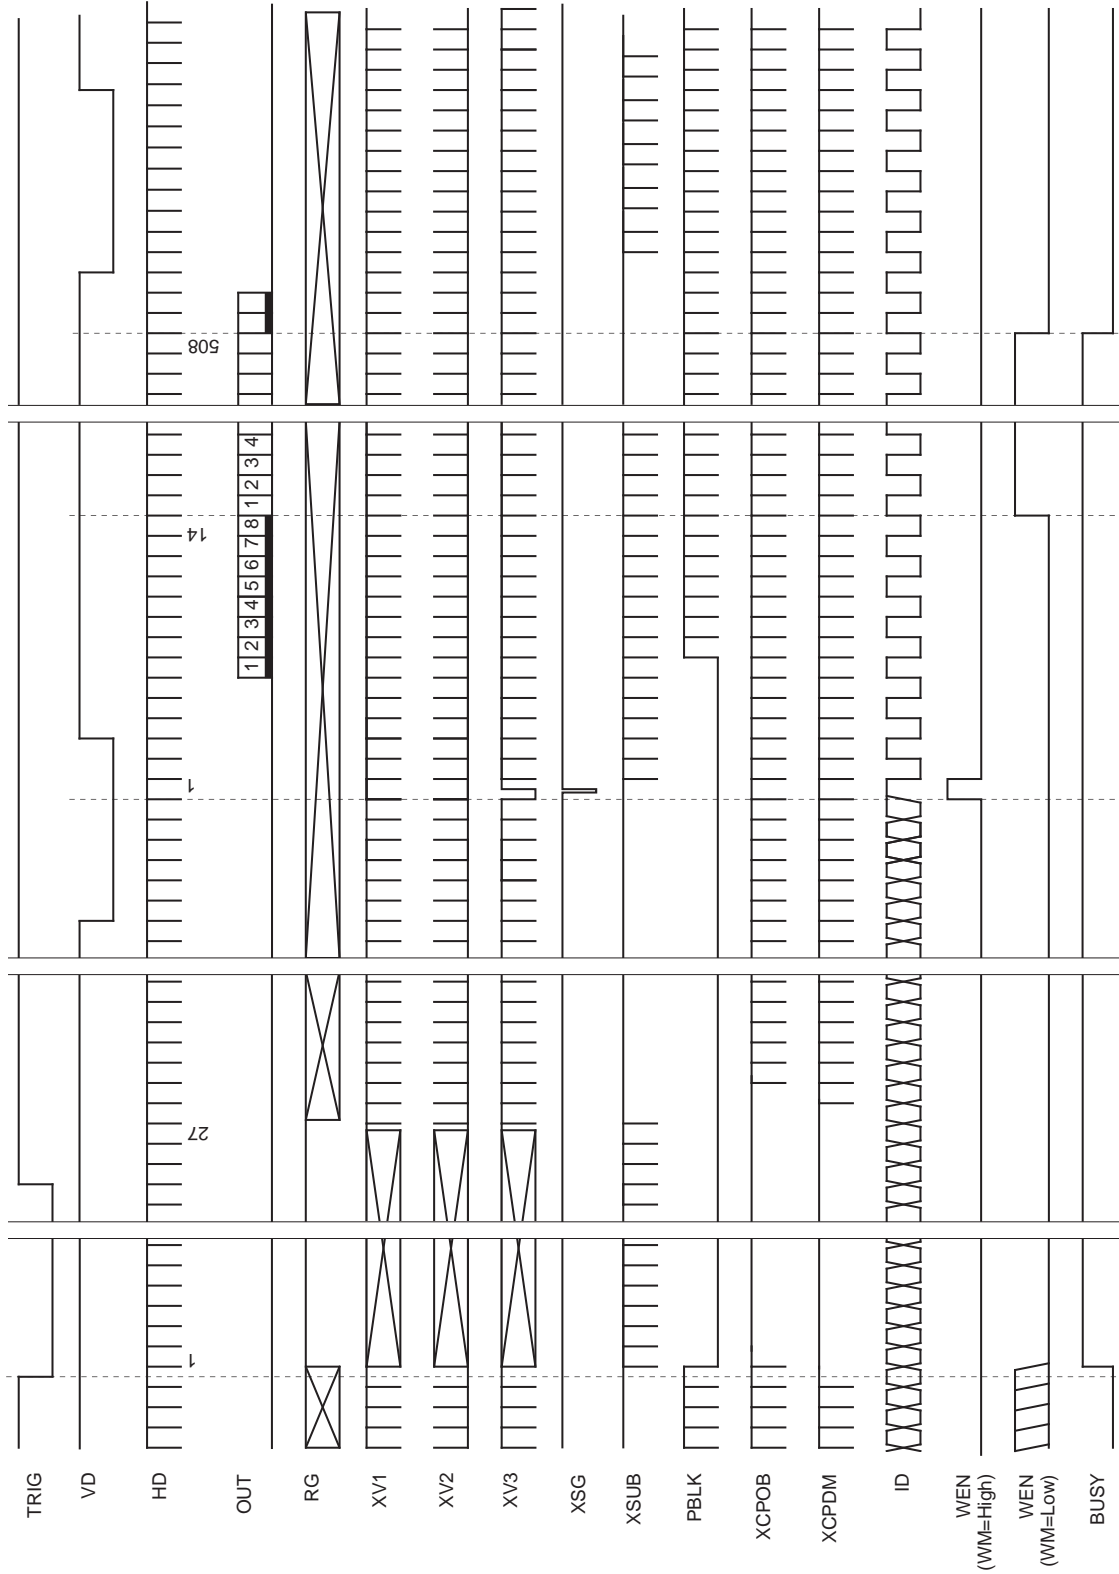 TRIG
VD
HD
1
27
1
14
508
OUT
1 2 3 4 5 6 7 8 1 2 3 4
RG
XV1
XV2
XV3
XSG
XSUB
PBLK
XCPOB
XCPDM
ID
WEN
(WM=High)
WEN
(WM=Low)
BUSY